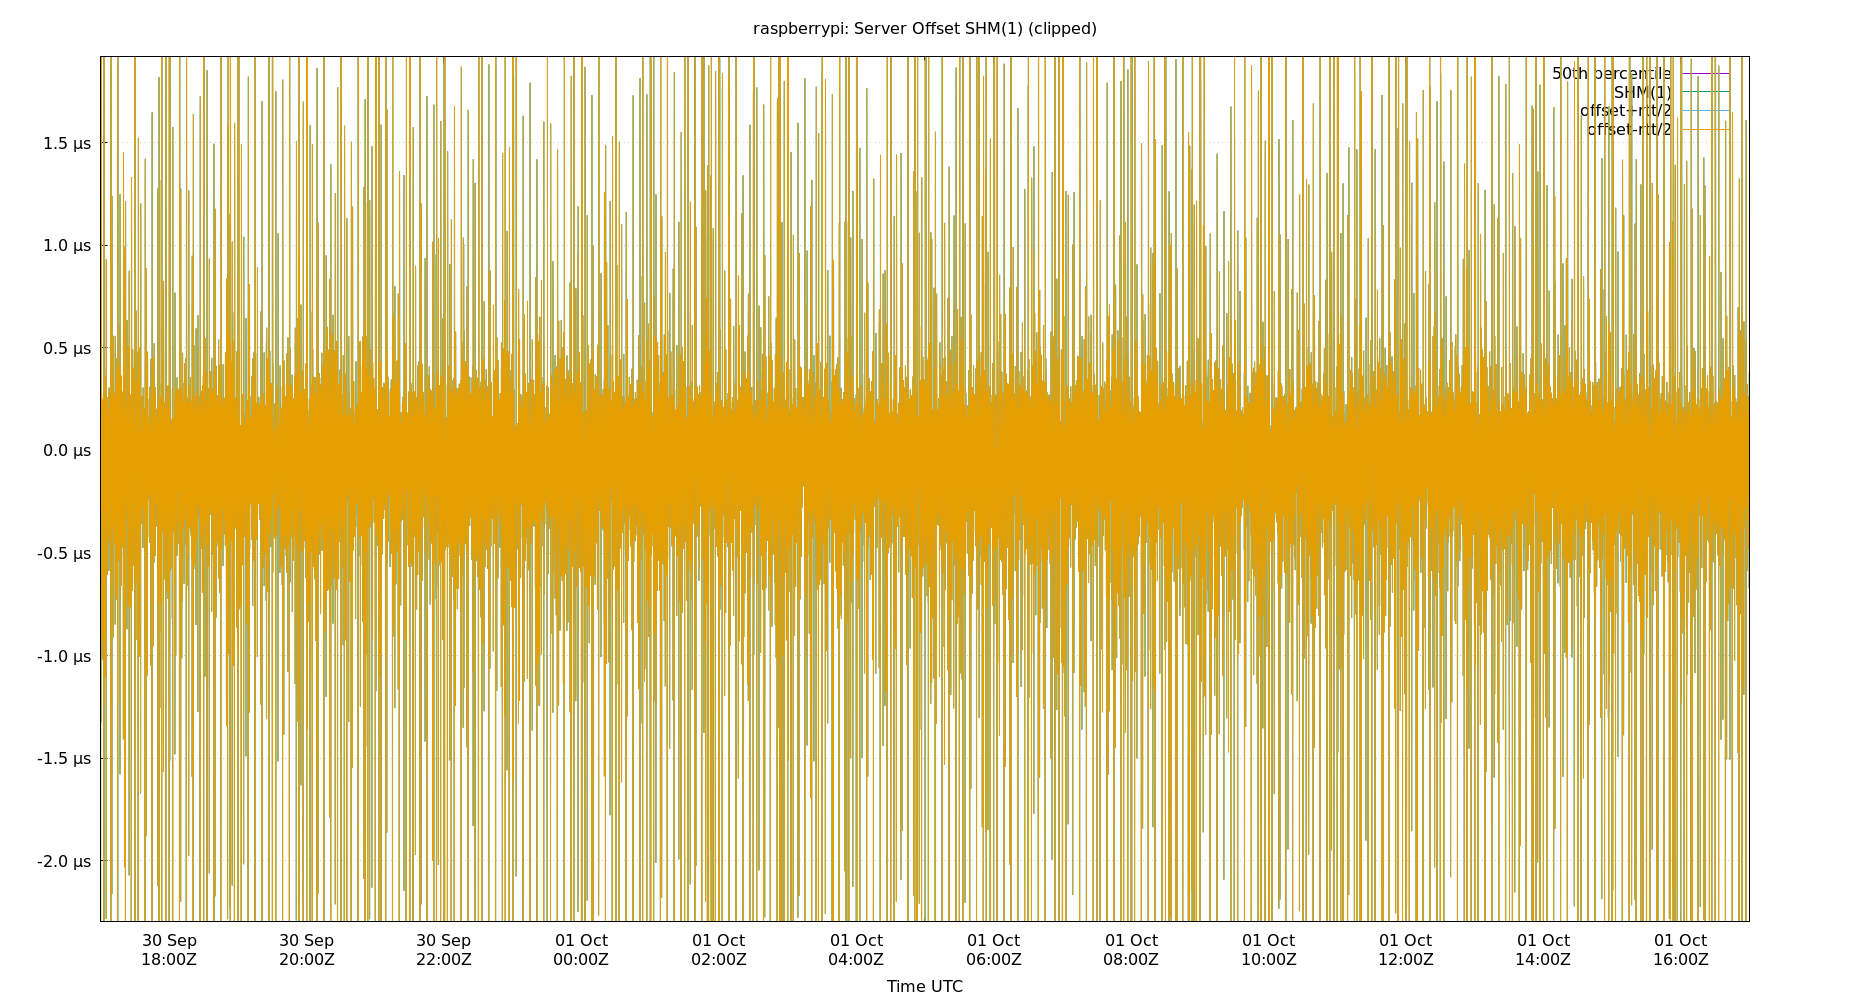 raspberrypi: Server Offset SHM(1) (clipped)
50th percentile
SHM(1)
offset+rtt/2
offset-rtt/2
1.5 µs
1.0 µs
0.5 µs
0.0 µs
-0.5 µs
-1.0 µs
-1.5 µs
-2.0 µs
30 Sep 30 Sep 30 Sep 01 Oct 01 Oct 01 Oct 01 Oct 01 Oct 01 Oct 01 Oct 01 Oct 01 Oct
18:00Z 20:00Z 22:00Z 00:00Z 02:00Z 04:00Z 06:00Z 08:00Z 10:00Z 12:00Z 14:00Z 16:00Z
Time UTC